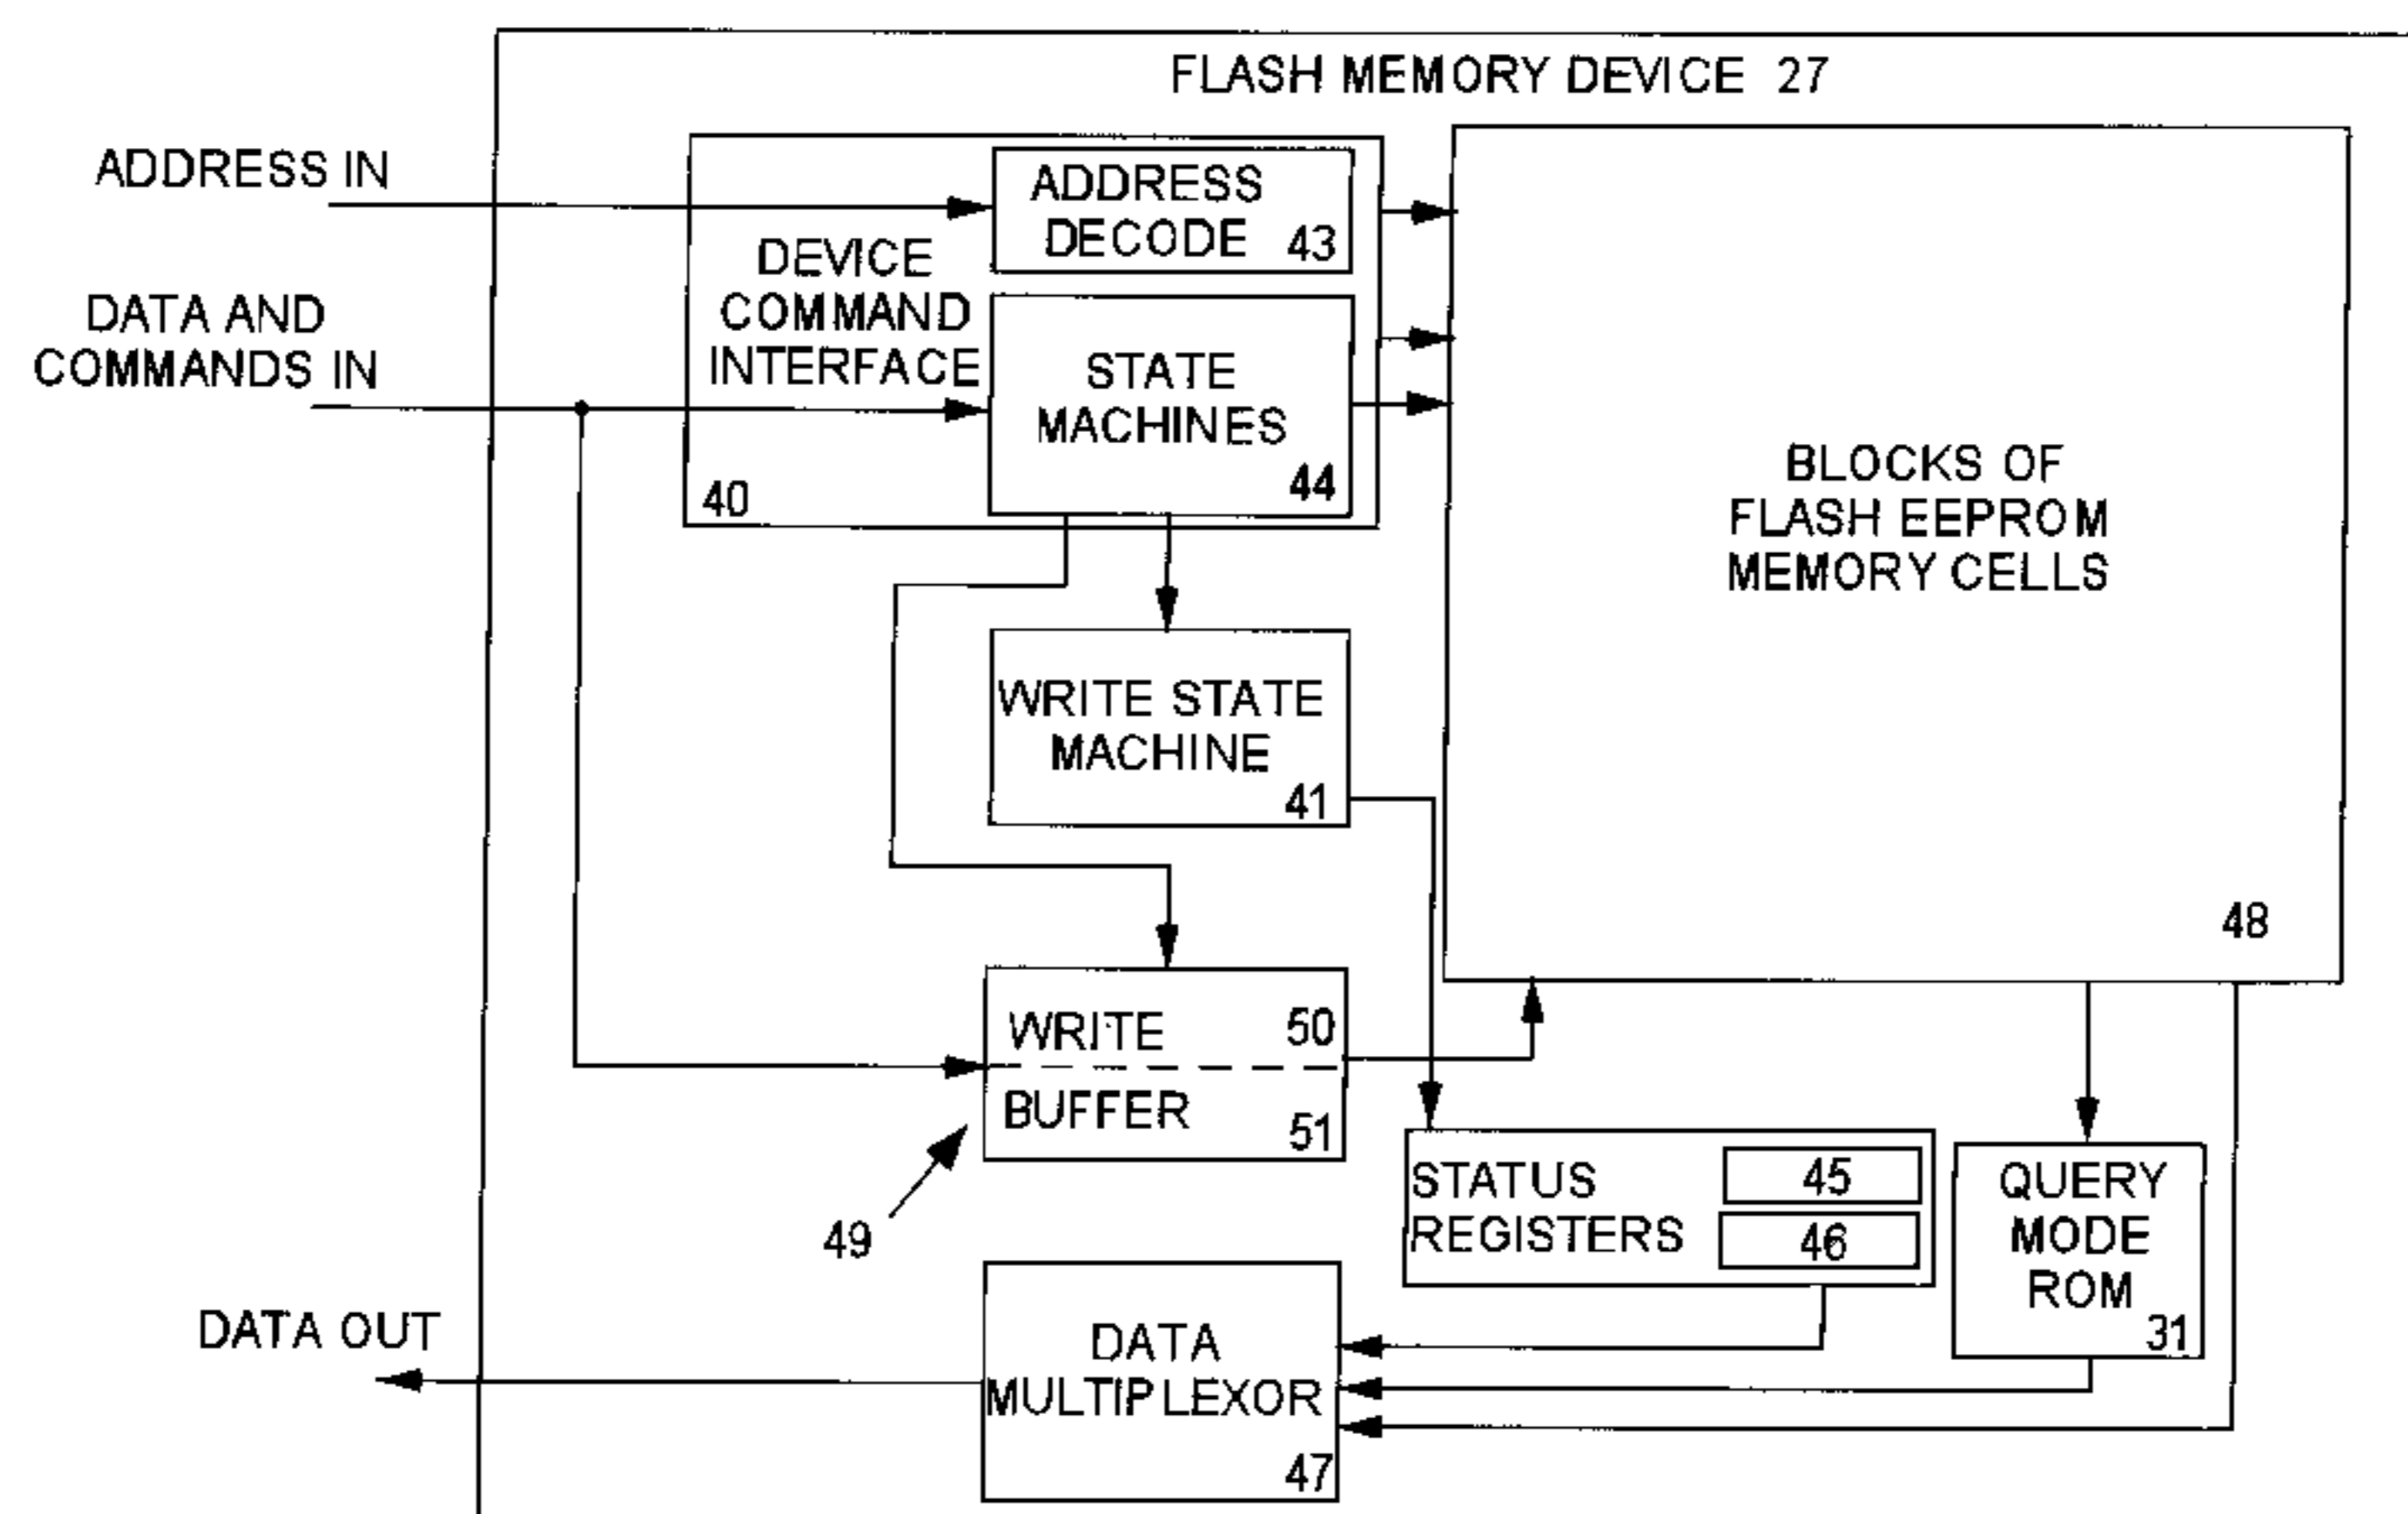 FLASH MEMORY DEVICE 27
ADDRESS IN
ADDRESS
DECODE 43
DEVICE
COMMAND
INTERFACE
40
DATA AND
COMMANDS IN
STATE
MACHINES
44
BLOCKS OF
FLASH EEPROM
MEMORY CELLS
48
WRITE STATE
MACHINE
41
WRITE 50
BUFFER
51
49
STATUS
REGISTERS
45
46
QUERY
MODE
ROM
31
DATA OUT
DATA
MULTIPLEXOR
47